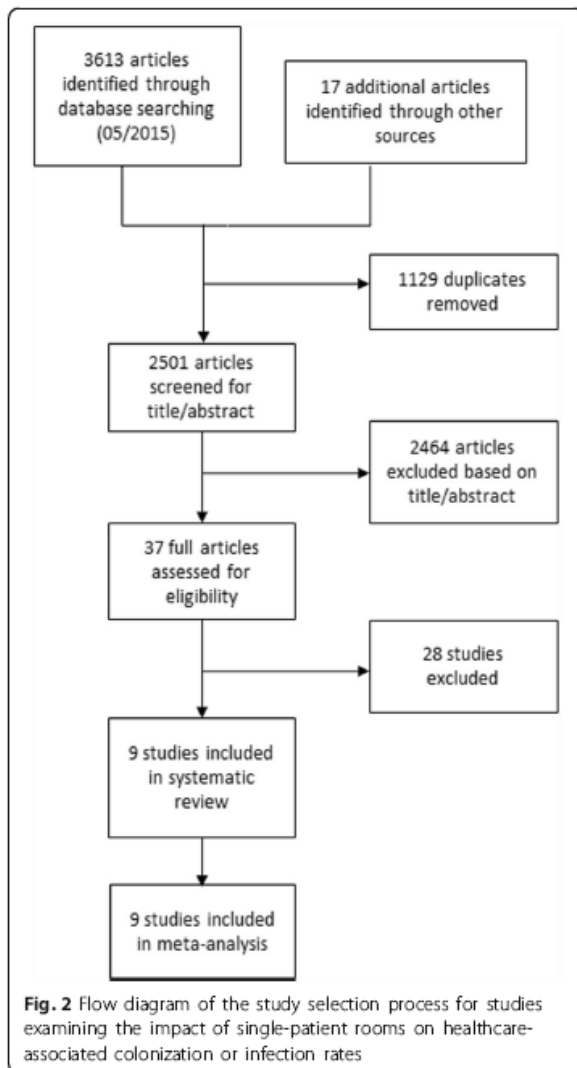 3613 articles
identified through
database searching
(05/2015)
17 additional articles
identified through other
sources
1129 duplicates
removed
2501 articles
screened for
title/abstract
2464 articles
excluded based on
title/abstract
37 full articles
assessed for
eligibility
28 studies
excluded
9 studies included
in systematic
review
9 studies included
in meta-analysis
Fig. 2 Flow diagram of the study selection process for studies
examining the impact of single-patient rooms on healthcare-
associated colonization or infection rates